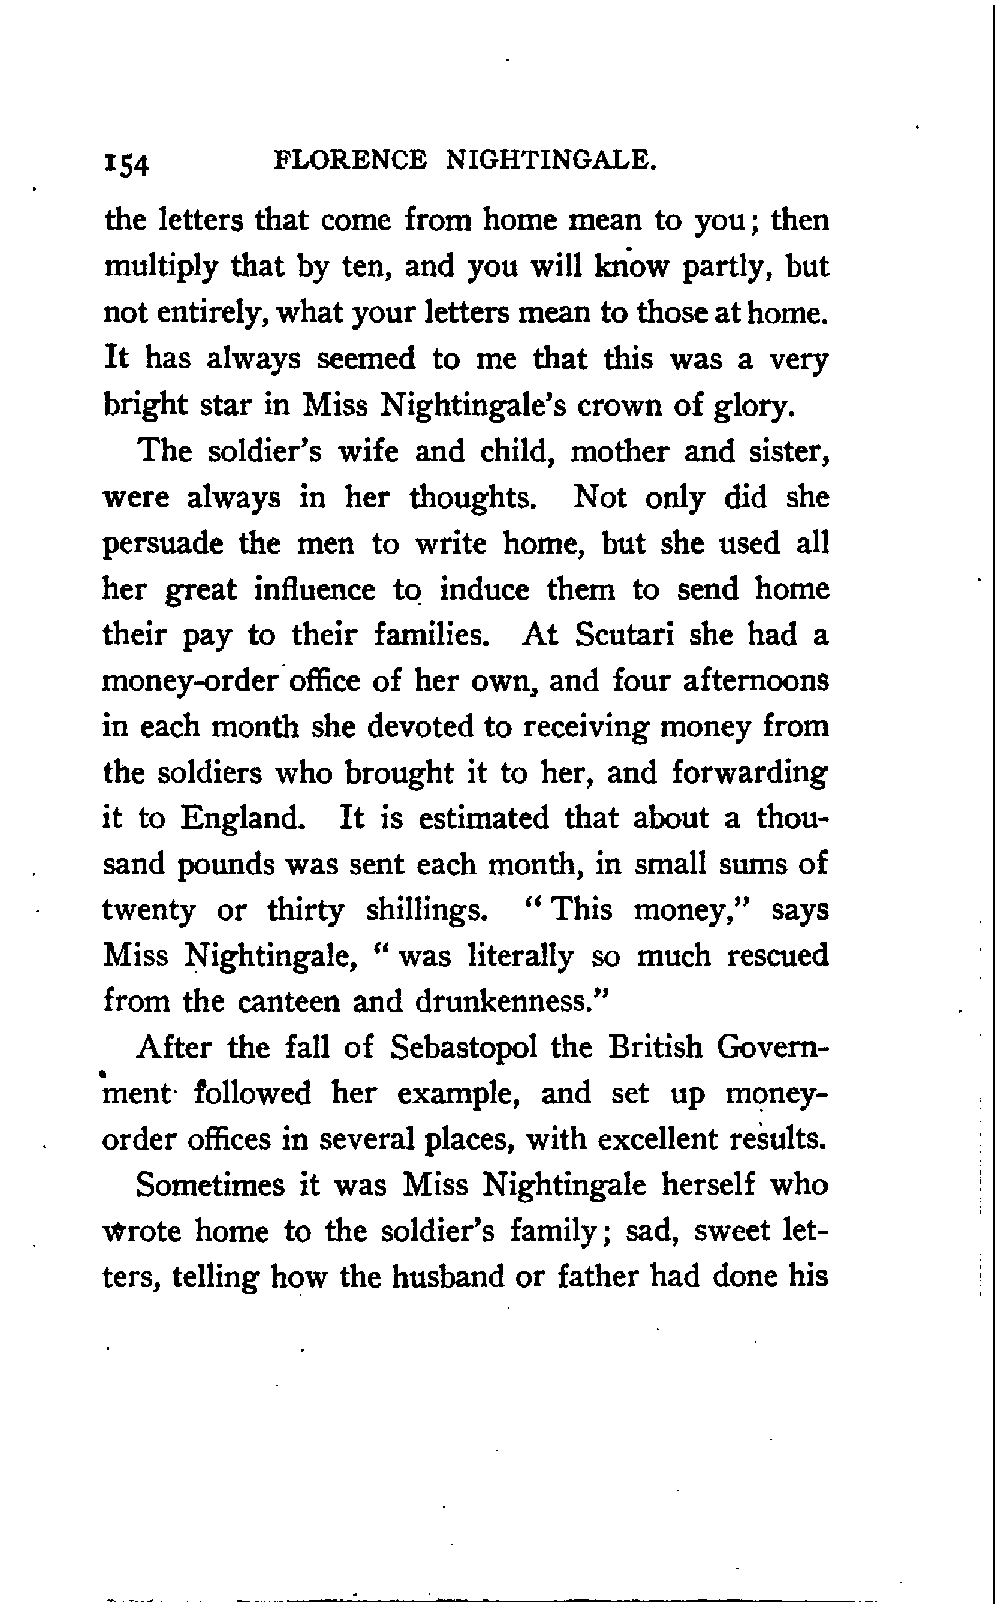 154 FLORENCE NIGHTINGALE.
the letters that come from home mean to you; then
multiply that by ten, and you will know partly, but
not entirely, what your letters mean to those at home.
It has always seemed to me that this was a very
bright star in Miss Nightingale's crown of glory.
The soldier's wife and child, mother and sister,
were always in her thoughts. Not only did she
persuade the men to write home, but she used all
her great influence to induce them to send home
their pay to their families. At Scutari she had a
money-order office of her own, and four afternoons
in each month she devoted to receiving money from
the soldiers who brought it to her, and forwarding
it to England. It is estimated that about a thou-
sand pounds was sent each month, in small sums of
twenty or thirty shillings. "This money," says
Miss Nightingale, "was literally so much rescued
from the canteen and drunkenness."
After the fall of Sebastopol the British Govern-
ment followed her example, and set up money-
order offices in several places, with excellent results.
Sometimes it was Miss Nightingale herself who
wrote home to the soldier's family; sad, sweet let-
ters, telling how the husband or father had done his